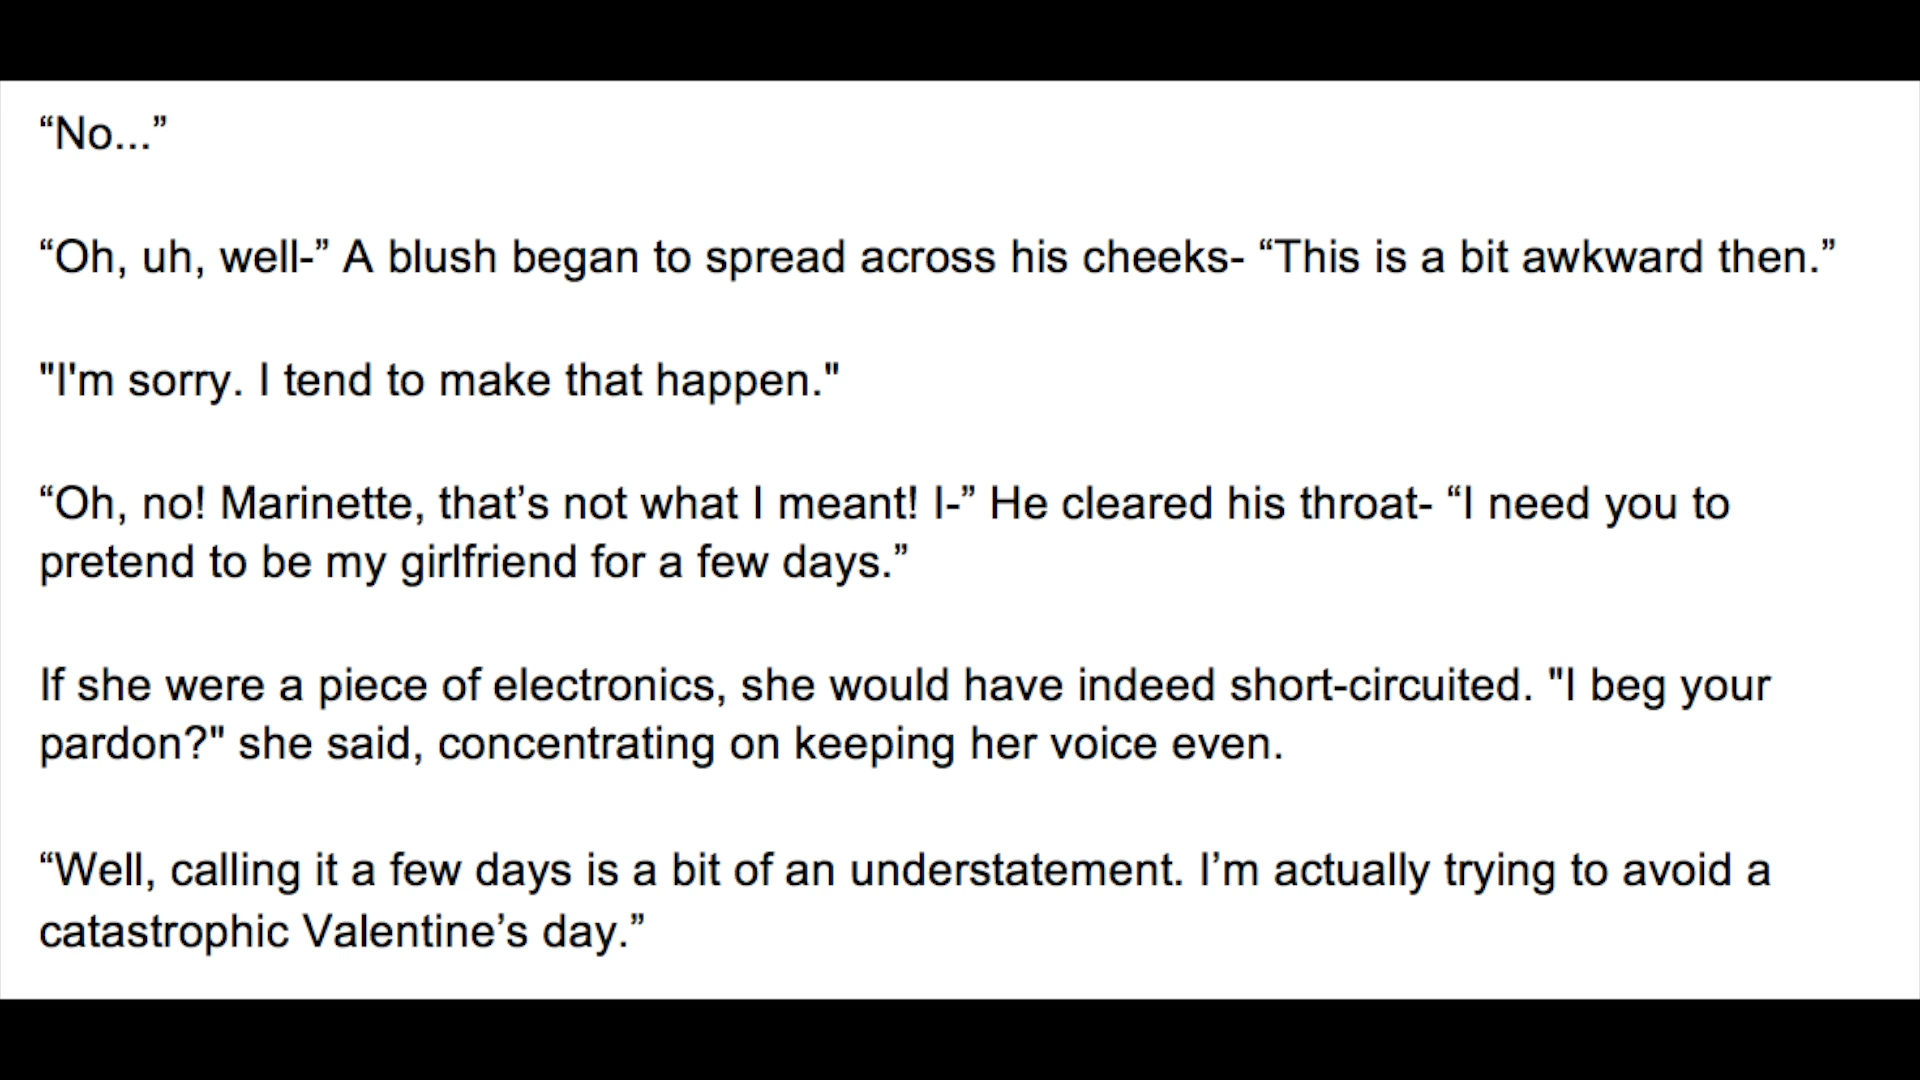 “No...”
“Oh, uh, well-” A blush began to spread across his cheeks- “This is a bit awkward then.”
"I'm sorry. I tend to make that happen."
“Oh, no! Marinette, that’s not what I meant! I-” He cleared his throat- “I need you to
pretend to be my girlfriend for a few days.”
If she were a piece of electronics, she would have indeed short-circuited. "I beg your
pardon?" she said, concentrating on keeping her voice even.
“Well, calling it a few days is a bit of an understatement. I’m actually trying to avoid a
catastrophic Valentine’s day.”